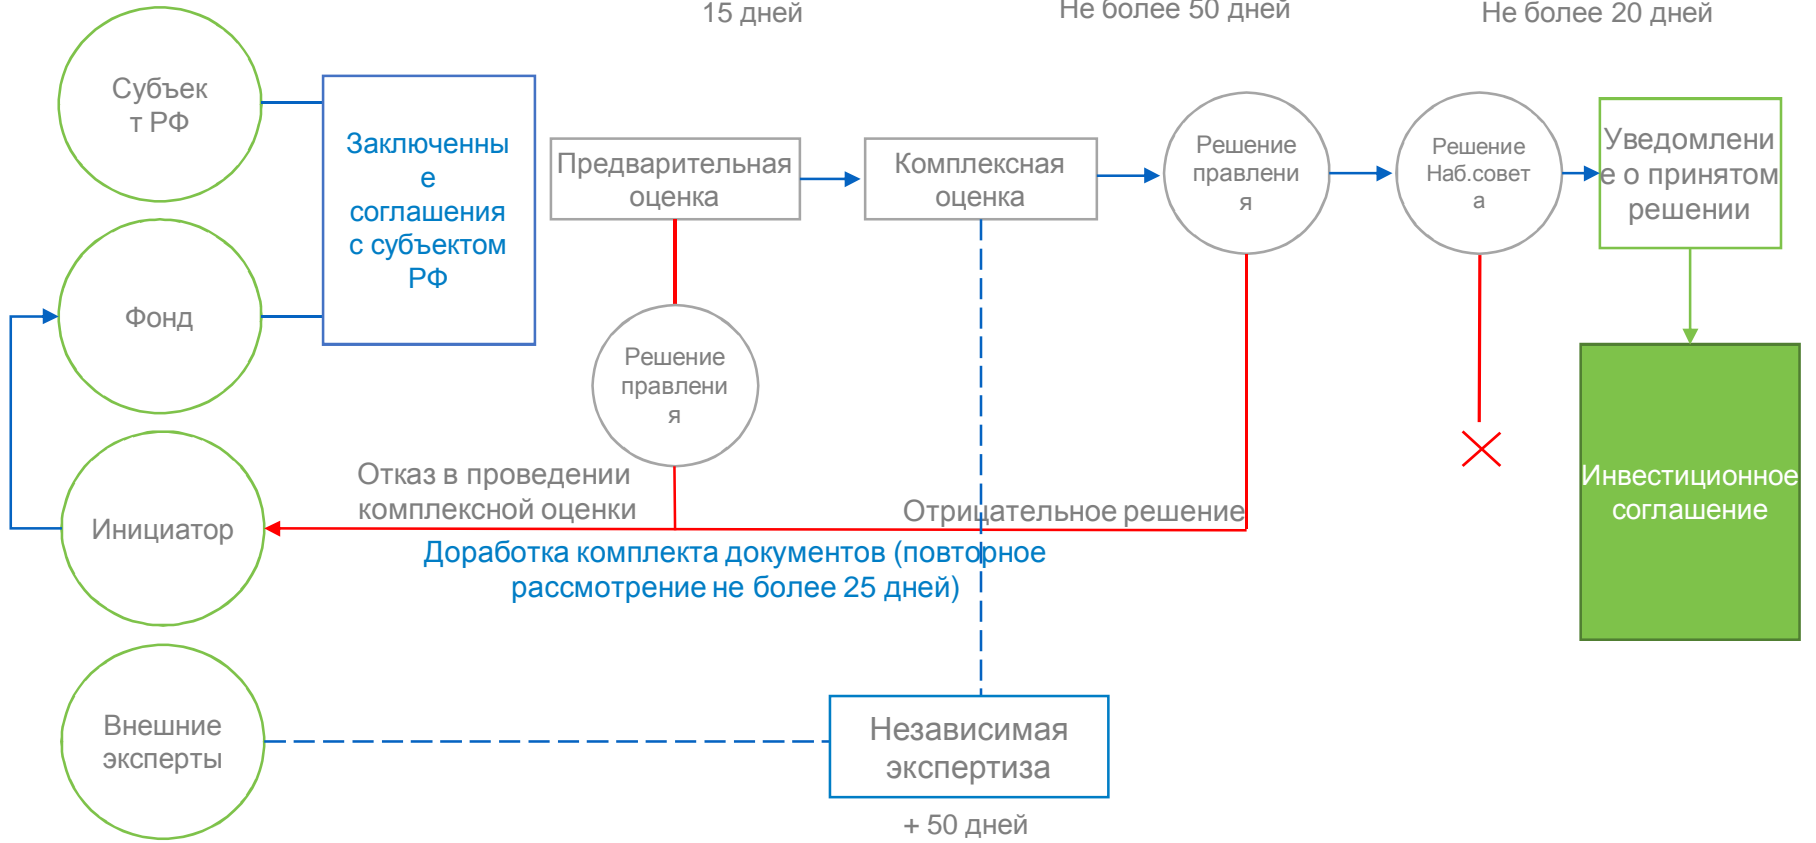 15 дней
Не более 50 дней
Не более 20 дней
Субъек
т РФ
Заключенны
е
соглашения
с субъектом
РФ
Предварительная
оценка
Комплексная
оценка
Решение
правлени
я
Решение
Наб.совет
а
Уведомлени
е о принятом
решении
Фонд
Решение
правлени
я
Инициатор
Отказ в проведении
комплексной оценки
Отрицательное решение
Доработка комплекта документов (повторное
рассмотрение не более 25 дней)
Инвестиционное
соглашение
Внешние
эксперты
Независимая
экспертиза
+ 50 дней